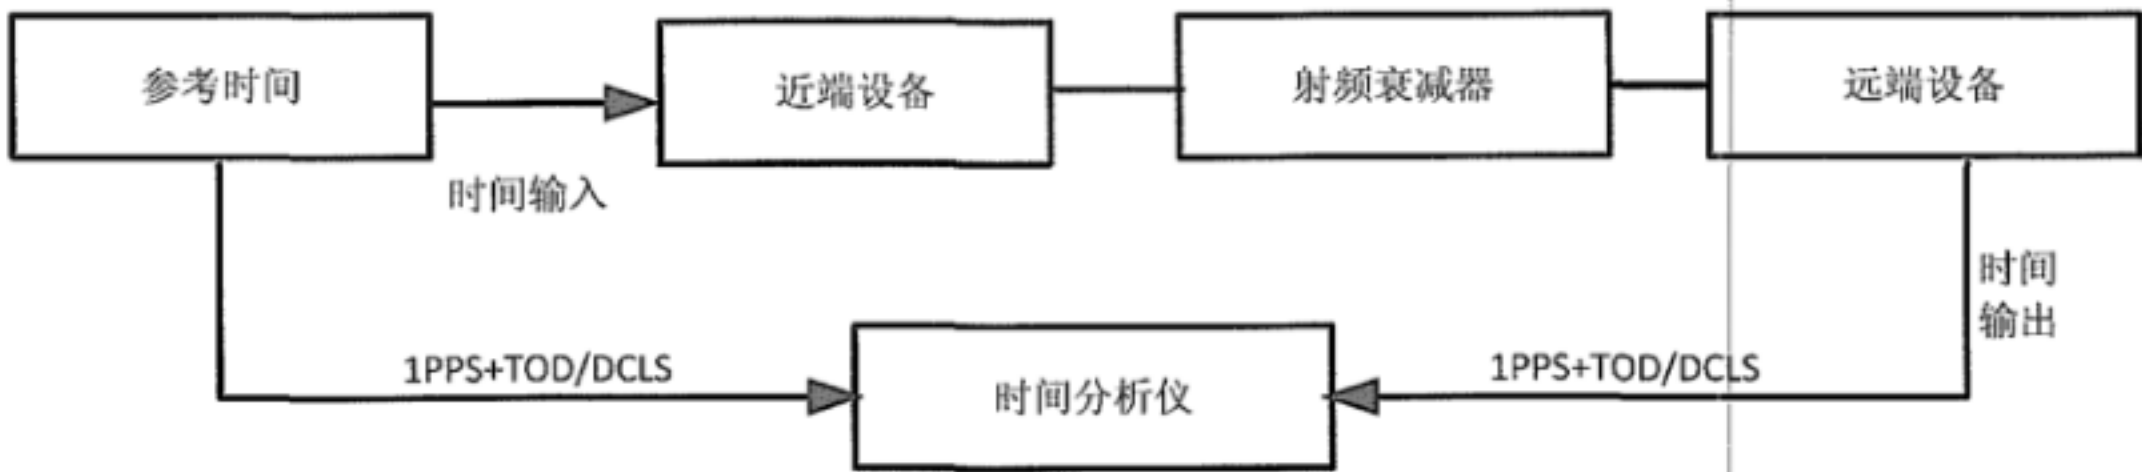 参考时间
近端设备
射频衰减器
远端设备
时间输入
时间
输出
1PPS+TOD/DCLS
1PPS+TOD/DCLS
时间分析仪